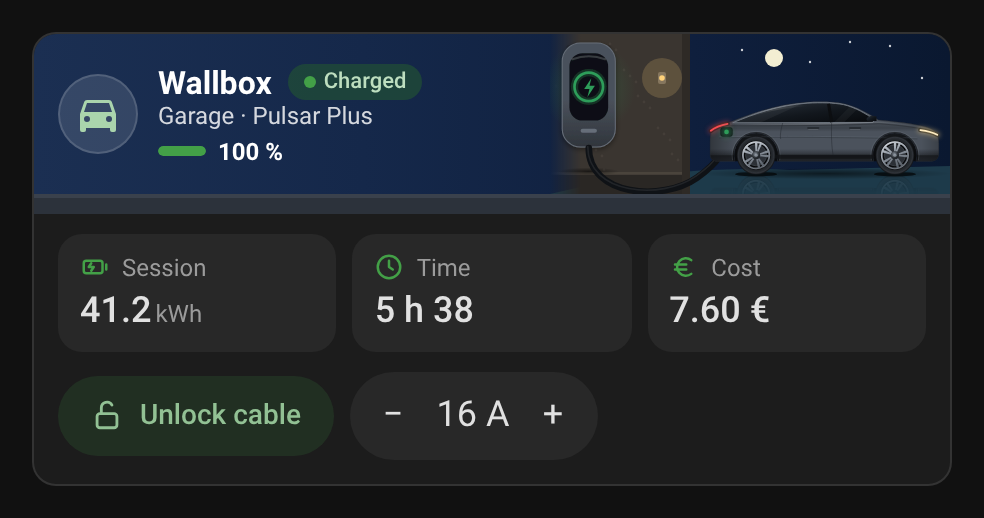 Wallbox
Charged
Garage · Pulsar Plus
100 %
Session
41.2 kWh
Time
5 h 38
Cost
7.60 €
Unlock cable
− 16 A +